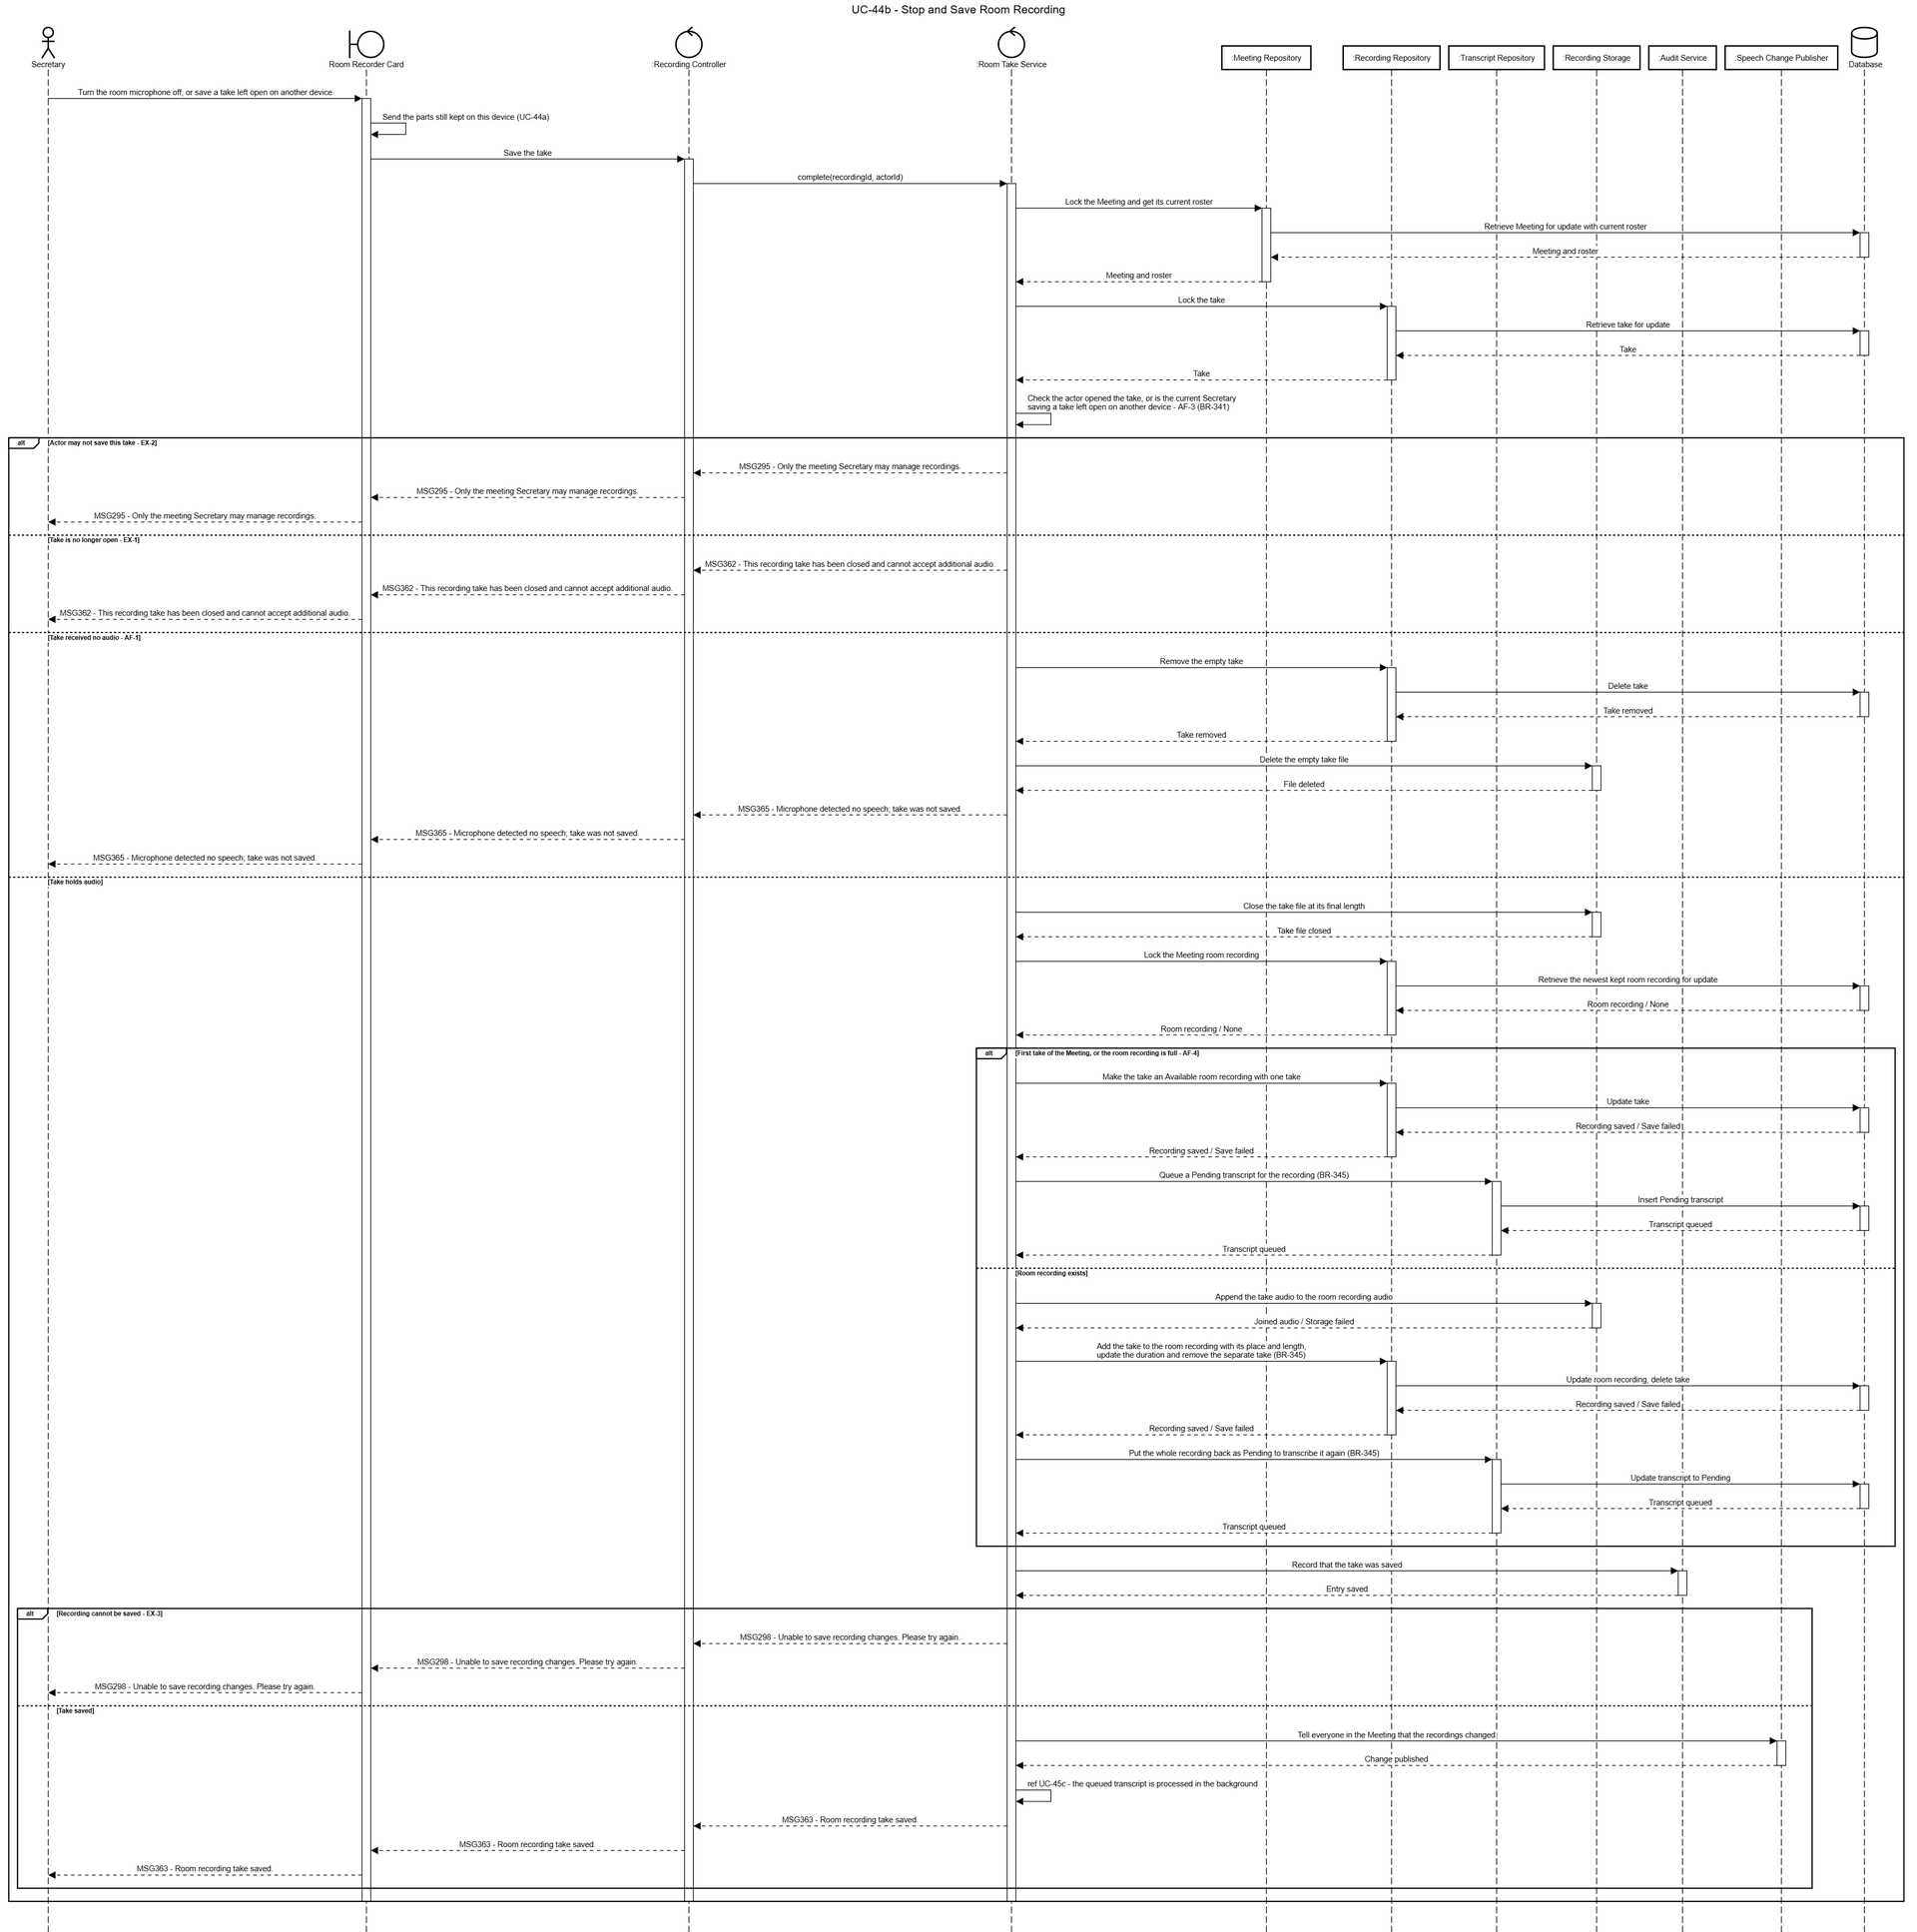 UC-44b - Stop and Save Room Recording
Secretary
Room Recorder Card
:Recording Controller
:Room Take Service
:Meeting Repository
:Recording Repository
:Transcript Repository
:Recording Storage
:Audit Service
:Speech Change Publisher
:Database
Turn the room microphone off, or save a take left open on another device
Send the parts still kept on this device (UC-44a)
Save the take
complete(recordingId, actorId)
Lock the Meeting and get its current roster
Retrieve Meeting for update with current roster
Meeting and roster
Meeting and roster
Lock the take
Retrieve take for update
Take
Take
Check the actor opened the take, or is the current Secretary
saving a take left open on another device - AF-3 (BR-341)
alt
[Actor may not save this take - EX-2]
MSG295 - Only the meeting Secretary may manage recordings.
MSG295 - Only the meeting Secretary may manage recordings.
MSG295 - Only the meeting Secretary may manage recordings.
[Take is no longer open - EX-1]
MSG362 - This recording take has been closed and cannot accept additional audio.
MSG362 - This recording take has been closed and cannot accept additional audio.
MSG362 - This recording take has been closed and cannot accept additional audio.
[Take received no audio - AF-1]
Remove the empty take
Delete take
Take removed
Take removed
Delete the empty take file
File deleted
MSG365 - Microphone detected no speech; take was not saved.
MSG365 - Microphone detected no speech; take was not saved.
MSG365 - Microphone detected no speech; take was not saved.
[Take holds audio]
Close the take file at its final length
Take file closed
Lock the Meeting room recording
Retrieve the newest kept room recording for update
Room recording / None
Room recording / None
alt
[First take of the Meeting, or the room recording is full - AF-4]
Make the take an Available room recording with one take
Update take
Recording saved / Save failed
Recording saved / Save failed
Queue a Pending transcript for the recording (BR-345)
Insert Pending transcript
Transcript queued
Transcript queued
[Room recording exists]
Append the take audio to the room recording audio
Joined audio / Storage failed
Add the take to the room recording with its place and length,
update the duration and remove the separate take (BR-345)
Update room recording, delete take
Recording saved / Save failed
Recording saved / Save failed
Put the whole recording back as Pending to transcribe it again (BR-345)
Update transcript to Pending
Transcript queued
Transcript queued
Record that the take was saved
Entry saved
alt
[Recording cannot be saved - EX-3]
MSG298 - Unable to save recording changes. Please try again.
MSG298 - Unable to save recording changes. Please try again.
MSG298 - Unable to save recording changes. Please try again.
[Take saved]
Tell everyone in the Meeting that the recordings changed
Change published
ref UC-45c - the queued transcript is processed in the background
MSG363 - Room recording take saved.
MSG363 - Room recording take saved.
MSG363 - Room recording take saved.